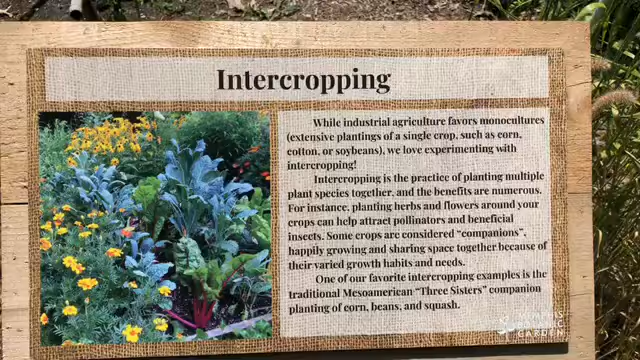 Intercropping
While industrial agriculture favors monocultures
(extensive plantings of a single crop, such as corn,
cotton, or soybeans), we love experimenting with
intercropping!
Intercropping is the practice of planting multiple
plant species together, and the benefits are numerous.
For instance, planting herbs and flowers around your
crops can help attract pollinators and beneficial
insects. Some crops are considered “companions”,
happily growing and sharing space together because of
their varied growth habits and needs.
One of our favorite intercropping examples is the
traditional Mesoamerican “Three Sisters” companion
planting of corn, beans, and squash.
GARDEN